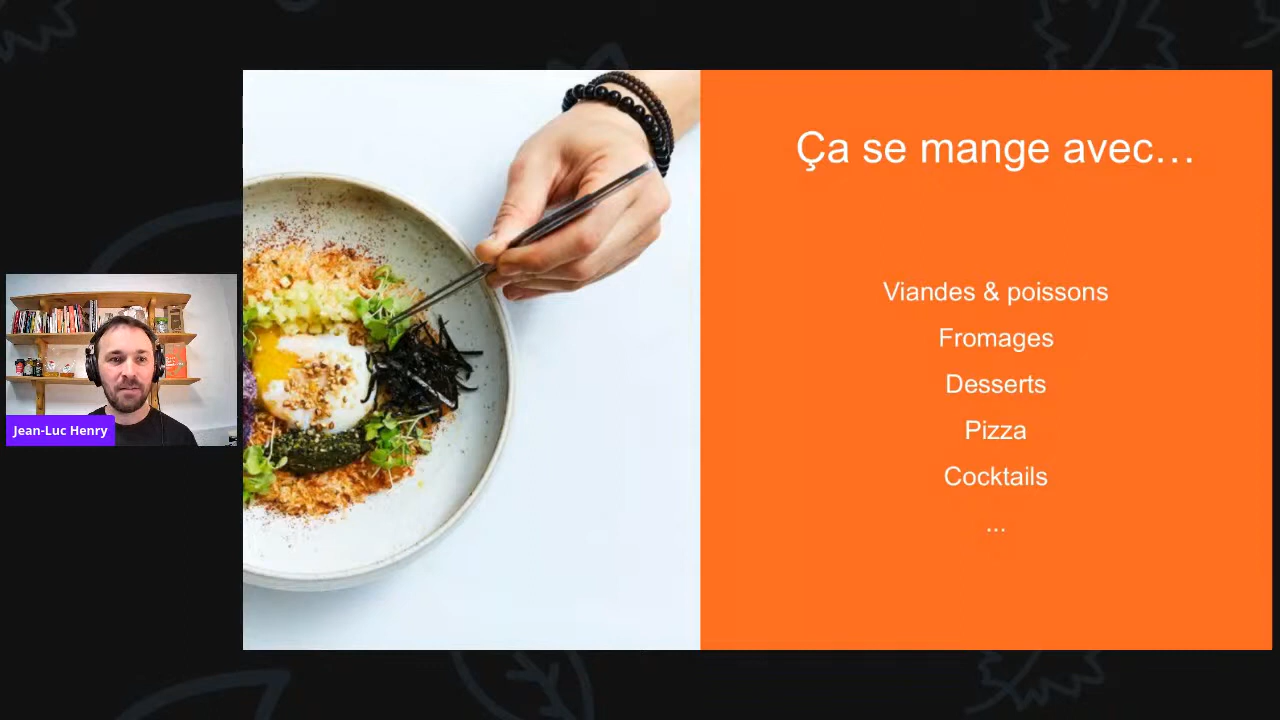 Ça se mange avec…
Viandes & poissons
Fromages
Desserts
Pizza
Cocktails
...
Jean-Luc Henry